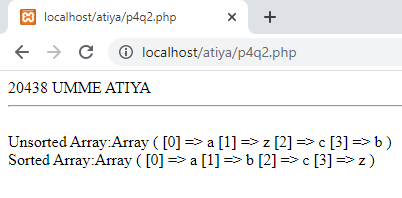 localhost/atiya/p4q2.php
localhost/atiya/p4q2.php
20438 UMME ATIYA
Unsorted Array:Array ( [0] => a [1] => z [2] => c [3] => b )
Sorted Array:Array ( [0] => a [1] => b [2] => c [3] => z )